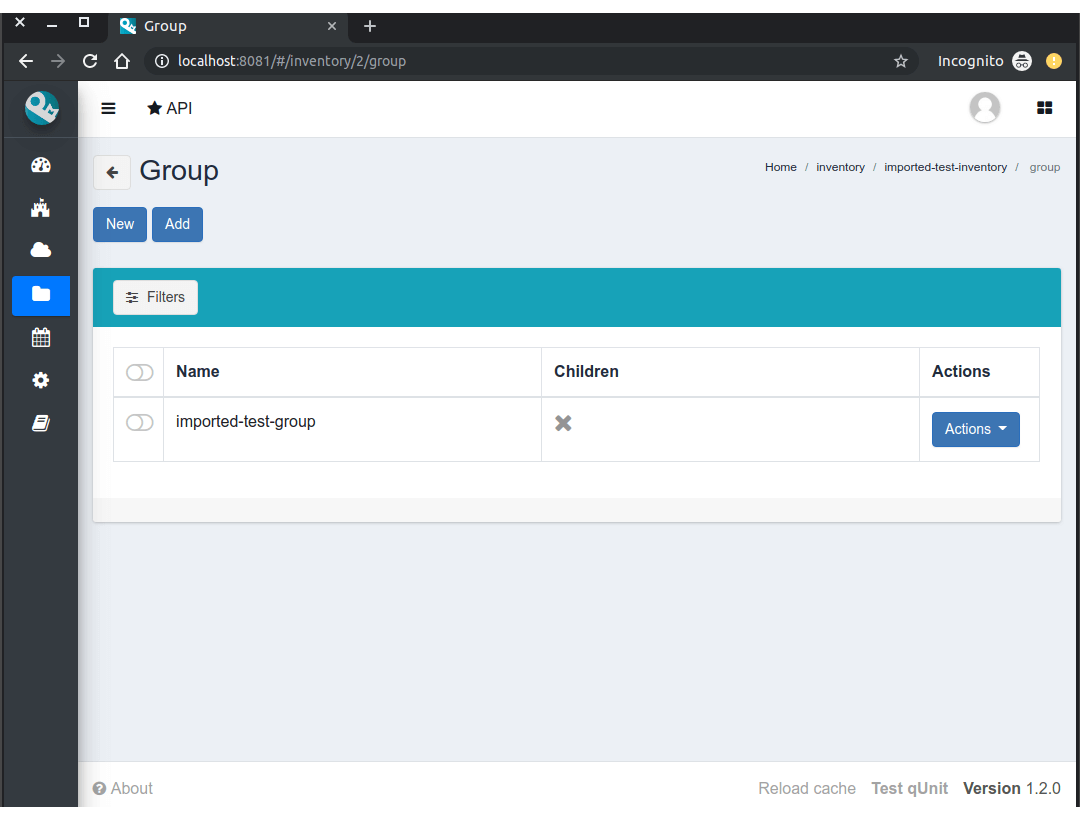 Group
localhost:8081/#/inventory/2/group
Incognito
API
Group
Home / inventory / imported-test-inventory / group
New Add
Filters
Name Children Actions
imported-test-group Actions
About
Reload cache Test qUnit Version 1.2.0